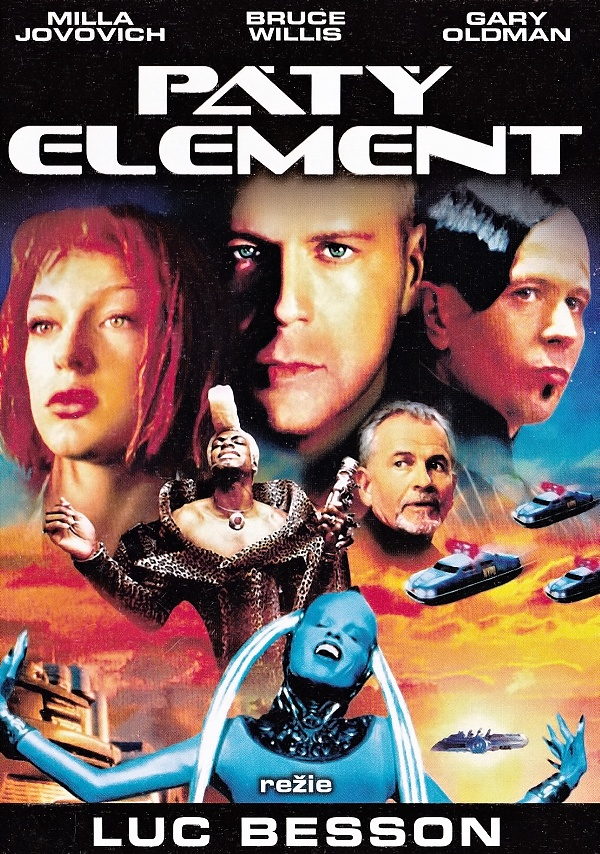 MILLA JOVOVICH
BRUCE WILLIS
GARY OLDMAN
PÁTÝ
ELEMENT
režie
LUC BESSON